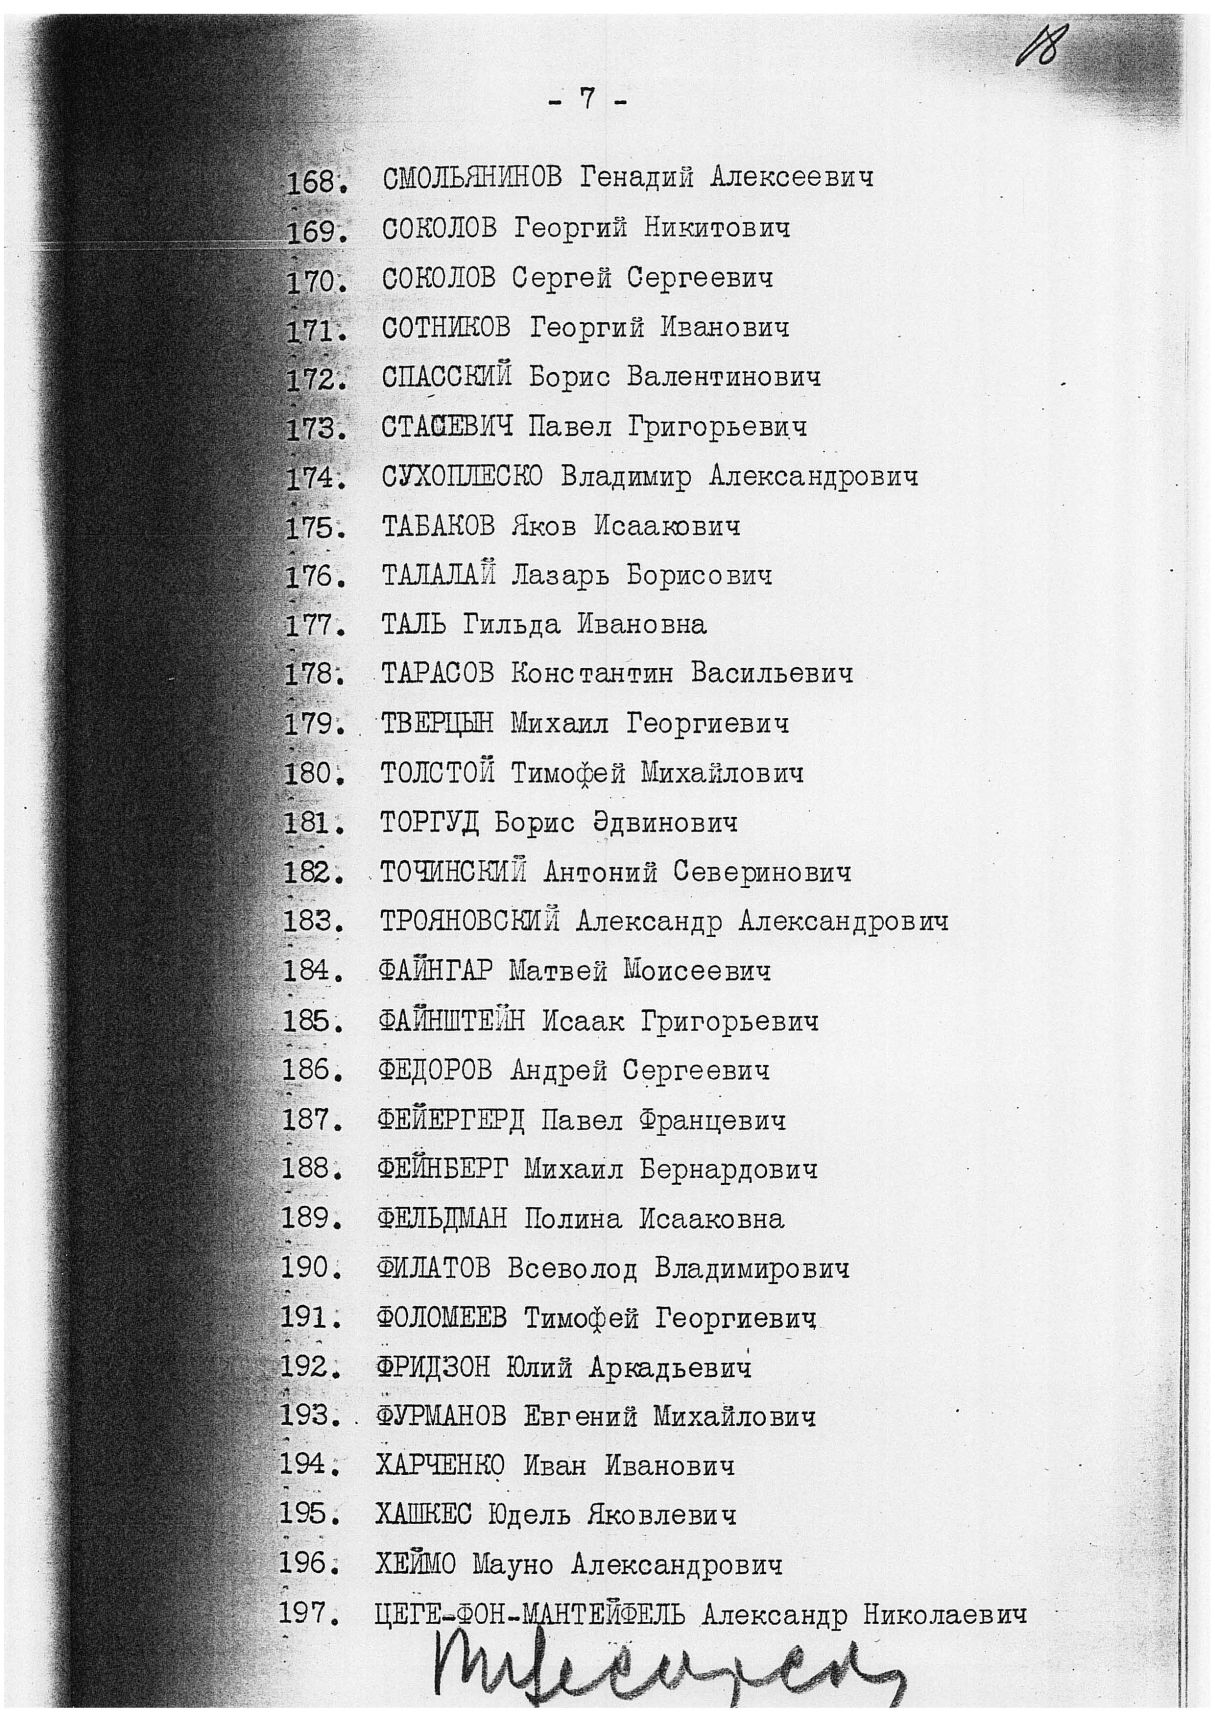 18
- 7 -
168. СМОЛЬЯНИНОВ Генадий Алексеевич
169. СОКОЛОВ Георгий Никитович
170. СОКОЛОВ Сергей Сергеевич
171. СОТНИКОВ Георгий Иванович
172. СПАССКИЙ Борис Валентинович
173. СТАСЕВИЧ Павел Григорьевич
174. СУХОПЛЕСКО Владимир Александрович
175. ТАБАКОВ Яков Исаакович
176. ТАЛАЛАЙ Лазарь Борисович
177. ТАЛЬ Гильда Ивановна
178. ТАРАСОВ Константин Васильевич
179. ТВЕРЦЫН Михаил Георгиевич
180. ТОЛСТОЙ Тимофей Михайлович
181. ТОРГУД Борис Эдвинович
182. ТОЧИНСКИЙ Антоний Северинович
183. ТРОЯНОВСКИЙ Александр Александрович
184. ФАЙНГАР Матвей Моисеевич
185. ФАЙНШТЕЙН Исаак Григорьевич
186. ФЕДОРОВ Андрей Сергеевич
187. ФЕЙЕРГЕРД Павел Францевич
188. ФЕЙНБЕРГ Михаил Бернардович
189. ФЕЛЬДМАН Полина Исааковна
190. ФИЛАТОВ Всеволод Владимирович
191. ФОЛОМЕЕВ Тимофей Георгиевич
192. ФРИДЗОН Юлий Аркадьевич
193. ФУРМАНОВ Евгений Михайлович
194. ХАРЧЕНКО Иван Иванович
195. ХАШКЕС Юдель Яковлевич
196. ХЕЙМО Мауно Александрович
197. ЦЕГЕ-ФОН-МАНТЕЙФЕЛЬ Александр Николаевич